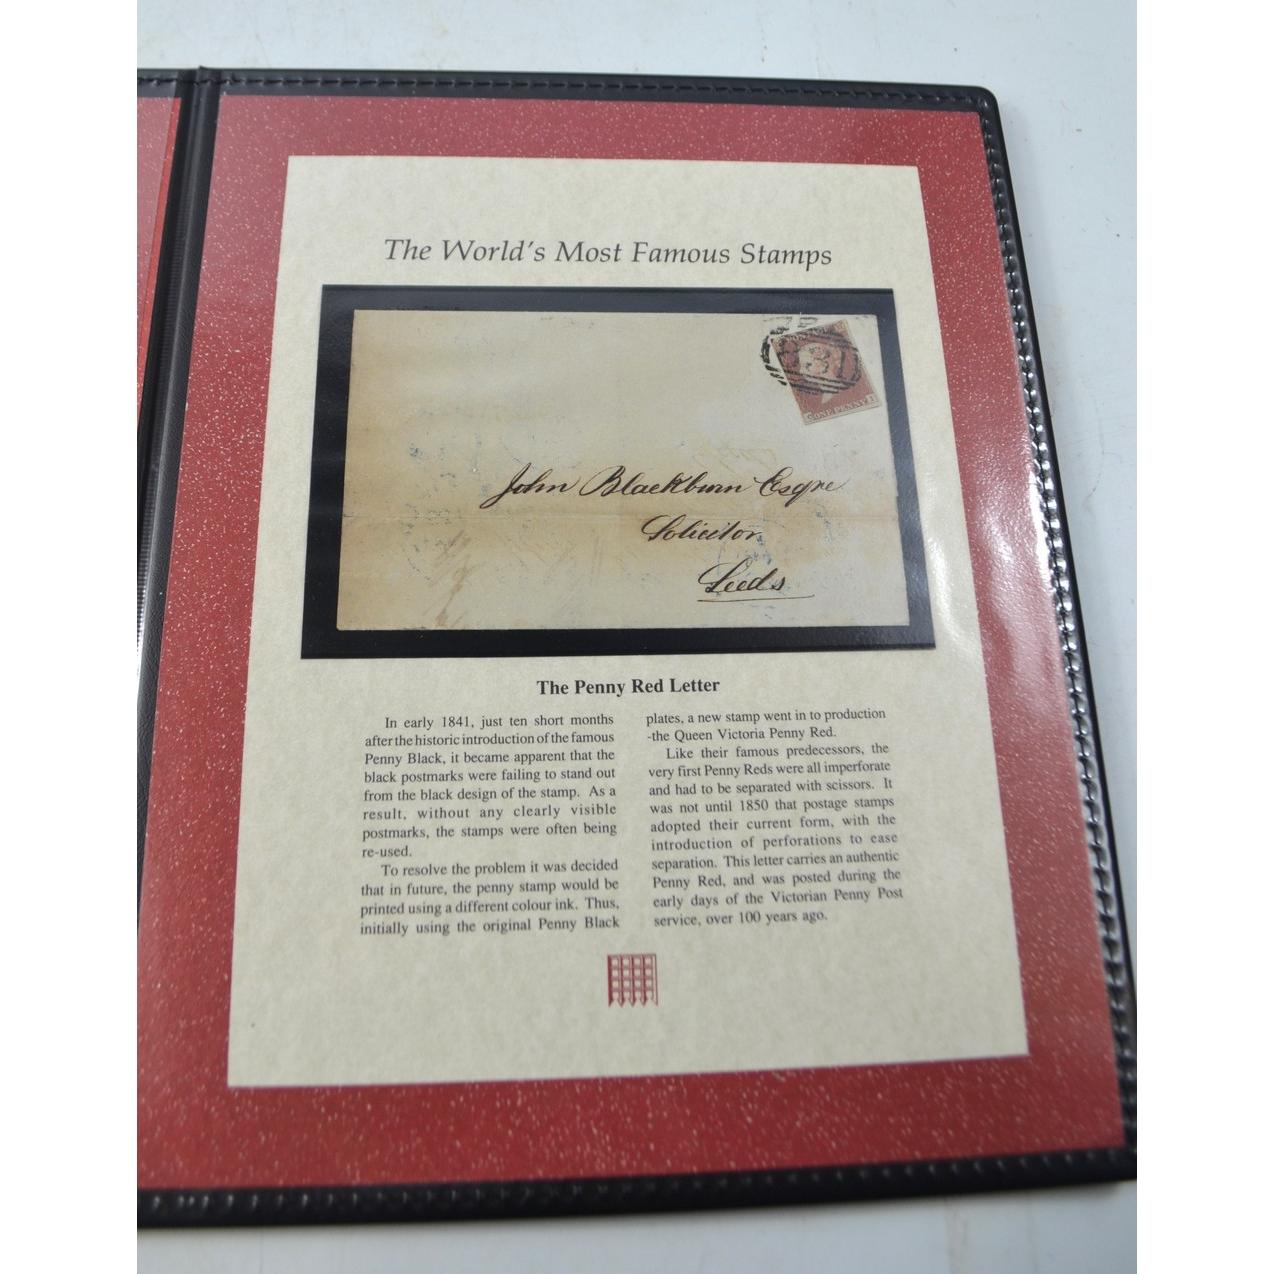 The World's Most Famous Stamps
ONE PENNY
John Blackburn Esqre
Solicitor
Leeds
The Penny Red Letter
In early 1841, just ten short months
after the historic introduction of the famous
Penny Black, it became apparent that the
black postmarks were failing to stand out
from the black design of the stamp. As a
result, without any clearly visible
postmarks, the stamps were often being
re-used.
To resolve the problem it was decided
that in future, the penny stamp would be
printed using a different colour ink. Thus,
initially using the original Penny Black
plates, a new stamp went in to production
-the Queen Victoria Penny Red.
Like their famous predecessors, the
very first Penny Reds were all imperforate
and had to be separated with scissors. It
was not until 1850 that postage stamps
adopted their current form, with the
introduction of perforations to ease
separation. This letter carries an authentic
Penny Red, and was posted during the
early days of the Victorian Penny Post
service, over 100 years ago.